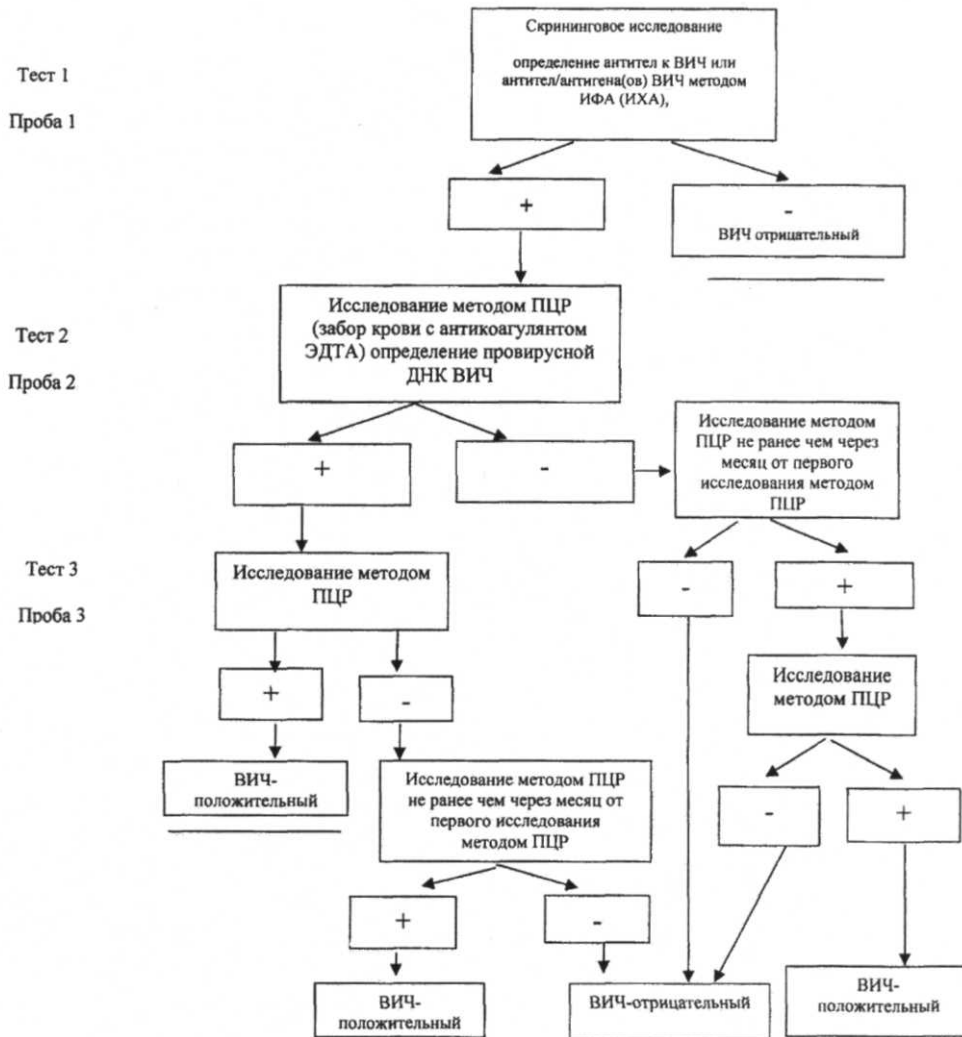 Скрининговое исследование
определение антител к ВИЧ или
антител/антигена(ов) ВИЧ методом
ИФА (ИХА),
Тест 1
Проба 1
+
-
ВИЧ отрицательный
Исследование методом ПЦР
(забор крови с антикоагулянтом
ЭДТА) определение провирусной
ДНК ВИЧ
Тест 2
Проба 2
+
-
Исследование методом
ПЦР не ранее чем через
месяц от первого
исследования методом
ПЦР
Тест 3
Проба 3
Исследование методом
ПЦР
-
+
+
-
Исследование
методом ПЦР
ВИЧ-
положительный
Исследование методом ПЦР
не ранее чем через месяц от
первого исследования
методом ПЦР
-
+
+
-
ВИЧ-
положительный
ВИЧ-отрицательный
ВИЧ-
положительный